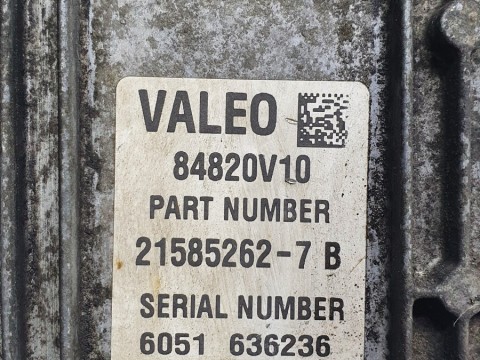 VALEO
84820V10
PART NUMBER
21585262-7 B
SERIAL NUMBER
6051 636236